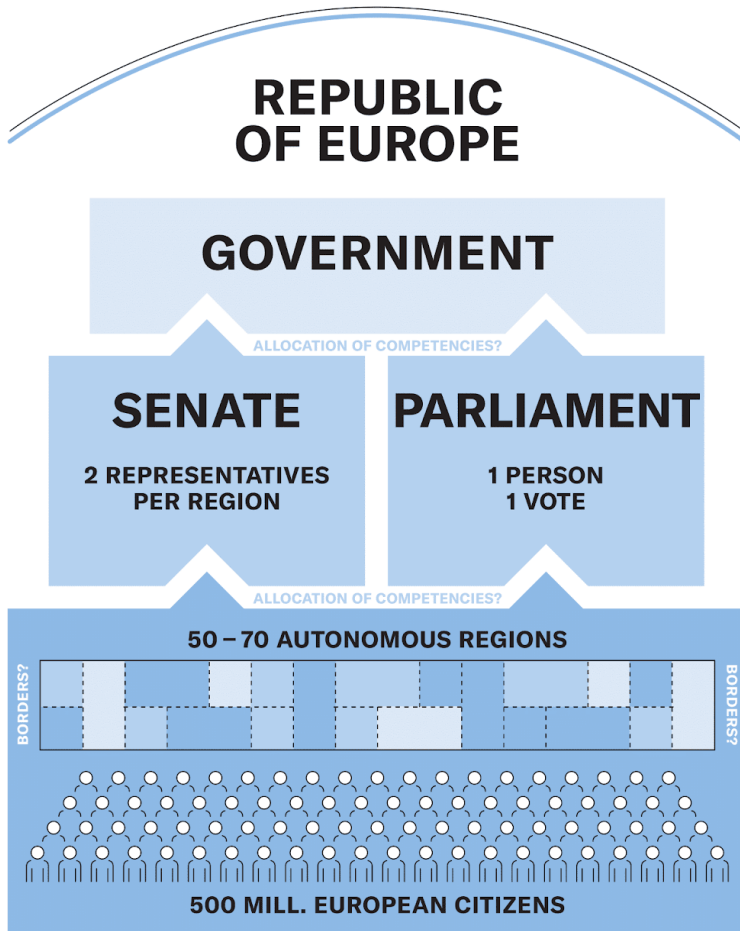 REPUBLIC
OF EUROPE
GOVERNMENT
ALLOCATION OF COMPETENCIES?
SENATE
2 REPRESENTATIVES
PER REGION
PARLIAMENT
1 PERSON
1 VOTE
ALLOCATION OF COMPETENCIES?
50 – 70 AUTONOMOUS REGIONS
BORDERS?
BORDERS?
500 MILL. EUROPEAN CITIZENS